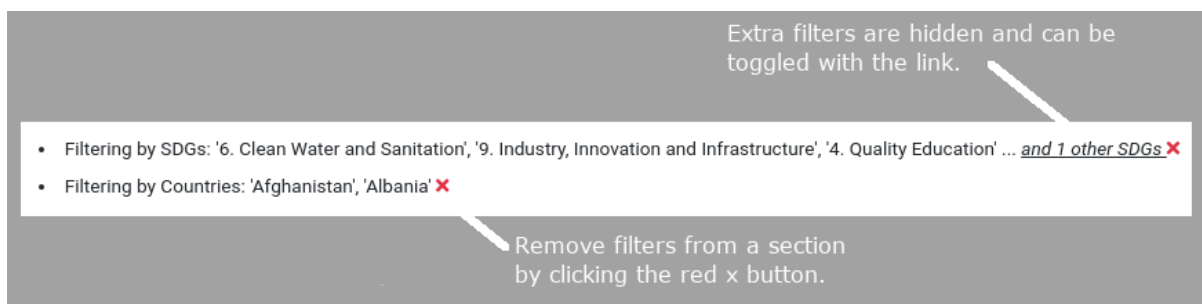 Extra filters are hidden and can be
toggled with the link.
• Filtering by SDGs: '6. Clean Water and Sanitation', '9. Industry, Innovation and Infrastructure', '4. Quality Education' ... and 1 other SDGs ×
• Filtering by Countries: 'Afghanistan', 'Albania' ×
Remove filters from a section
by clicking the red x button.